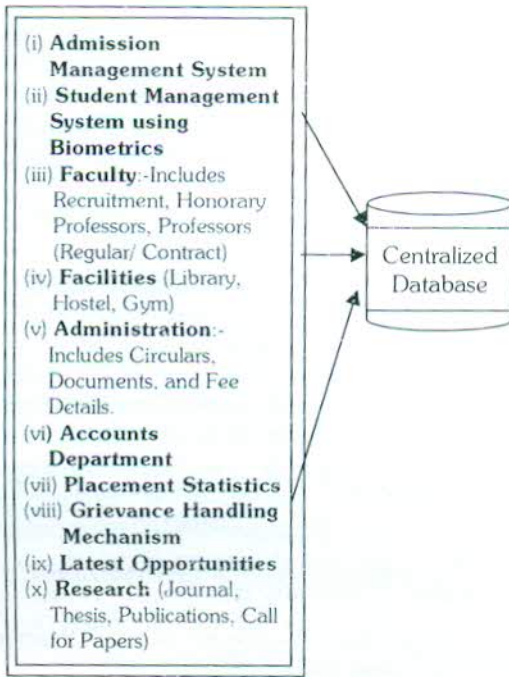 (i) Admission
Management System
(ii) Student Management
System using
Biometrics
(iii) Faculty:-Includes
Recruitment, Honorary
Professors, Professors
(Regular/ Contract)
(iv) Facilities (Library,
Hostel, Gym)
(v) Administration:-
Includes Circulars,
Documents, and Fee
Details.
(vi) Accounts
Department
(vii) Placement Statistics
(viii) Grievance Handling
Mechanism
(ix) Latest Opportunities
(x) Research (Journal,
Thesis, Publications, Call
for Papers)
Centralized
Database